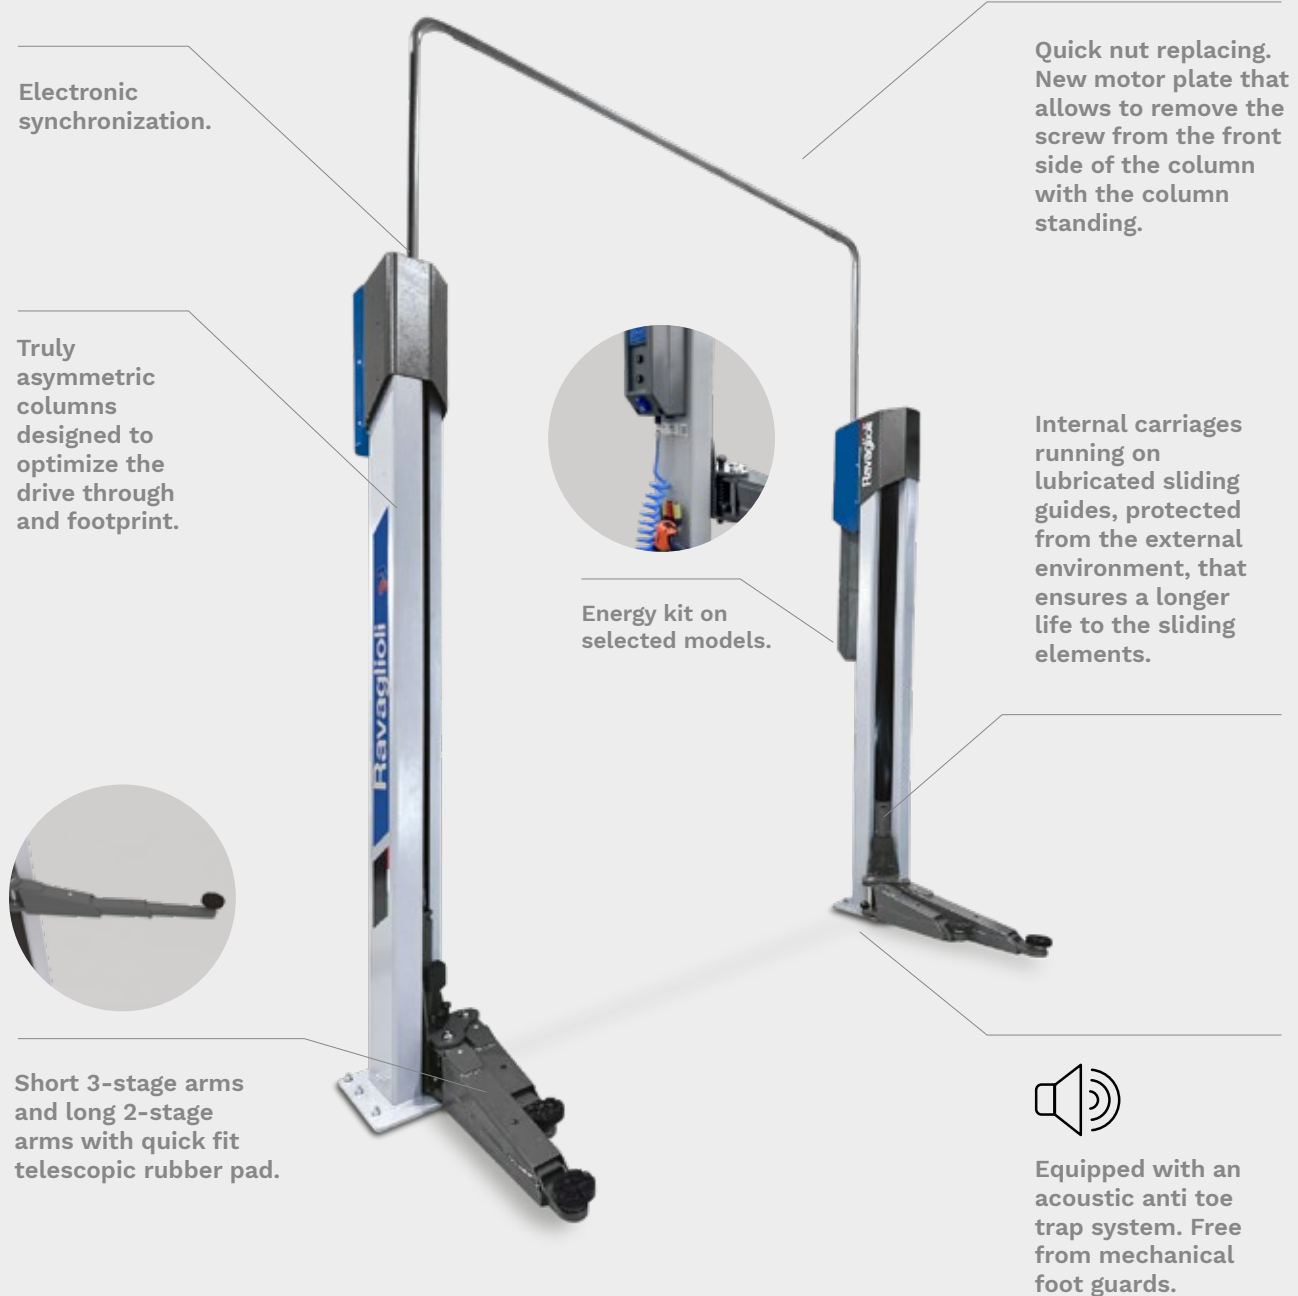 Electronic
synchronization.
Quick nut replacing.
New motor plate that
allows to remove the
screw from the front
side of the column
with the column
standing.
Truly
asymmetric
columns
designed to
optimize the
drive through
and footprint.
Ravaglioli
Internal carriages
running on
lubricated sliding
guides, protected
from the external
environment, that
ensures a longer
life to the sliding
elements.
Energy kit on
selected models.
Ravaglioli
Short 3-stage arms
and long 2-stage
arms with quick fit
telescopic rubber pad.
Equipped with an
acoustic anti toe
trap system. Free
from mechanical
foot guards.